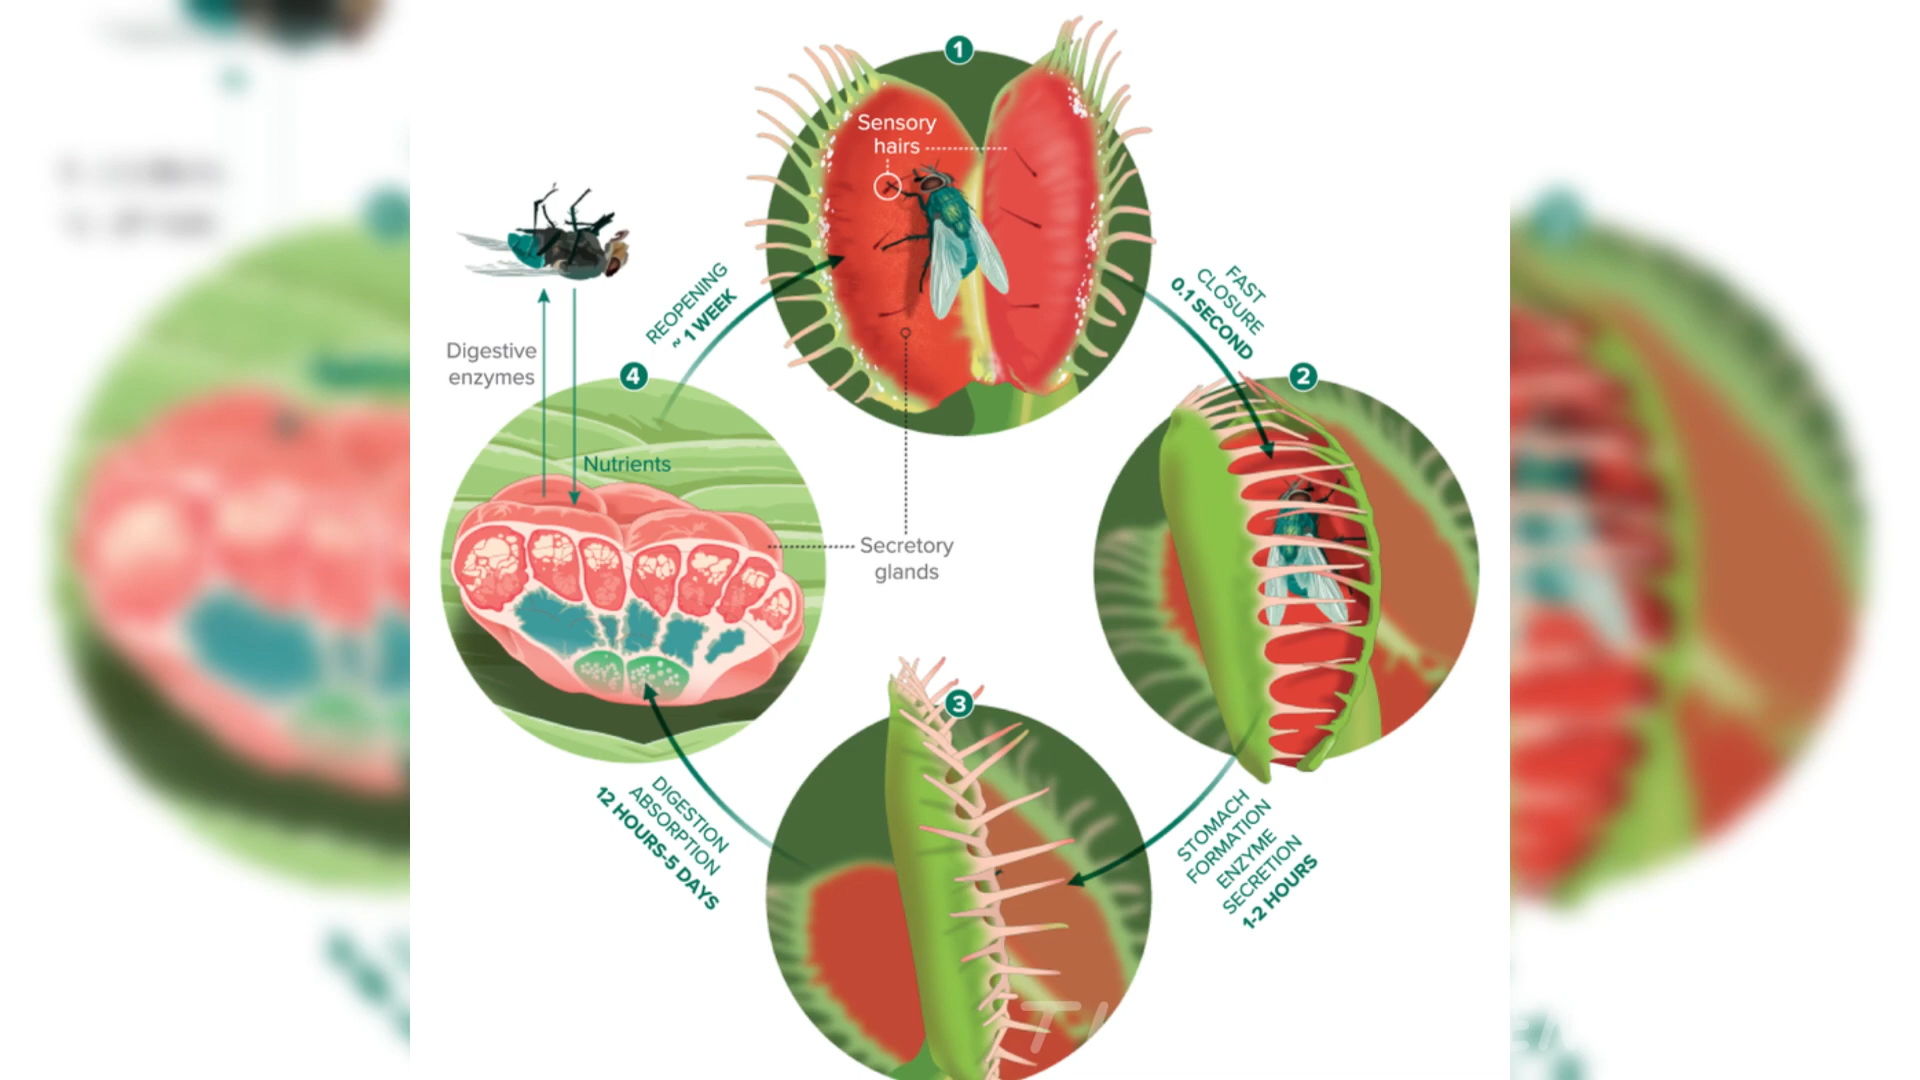 1
Sensory
hairs
REOPENING
~ 1 WEEK
FAST
CLOSURE
0.1 SECOND
Digestive
enzymes
4
2
Nutrients
Secretory
glands
3
DIGESTION
ABSORPTION
12 HOURS-5 DAYS
STOMACH
FORMATION
ENZYME
SECRETION
1-2 HOURS